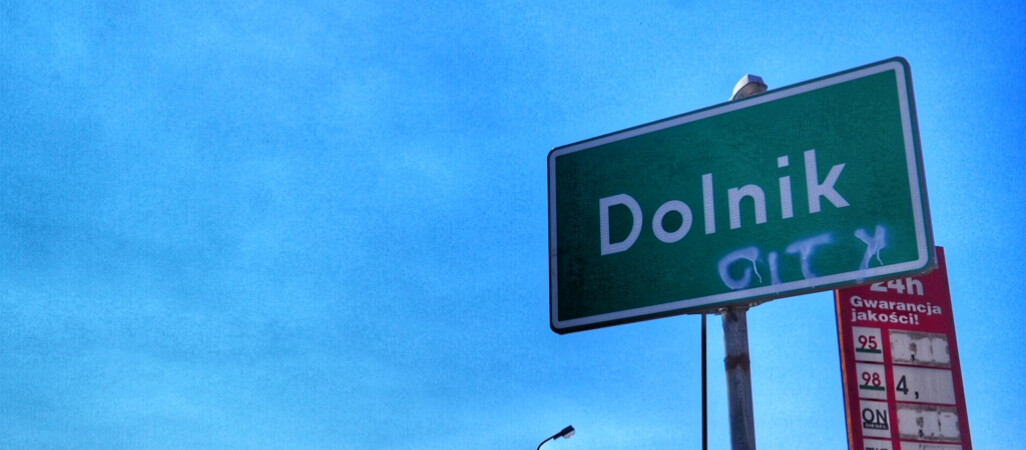 Dolnik
CITY
24h
Gwarancja
jakości!
95
98
4,
ON